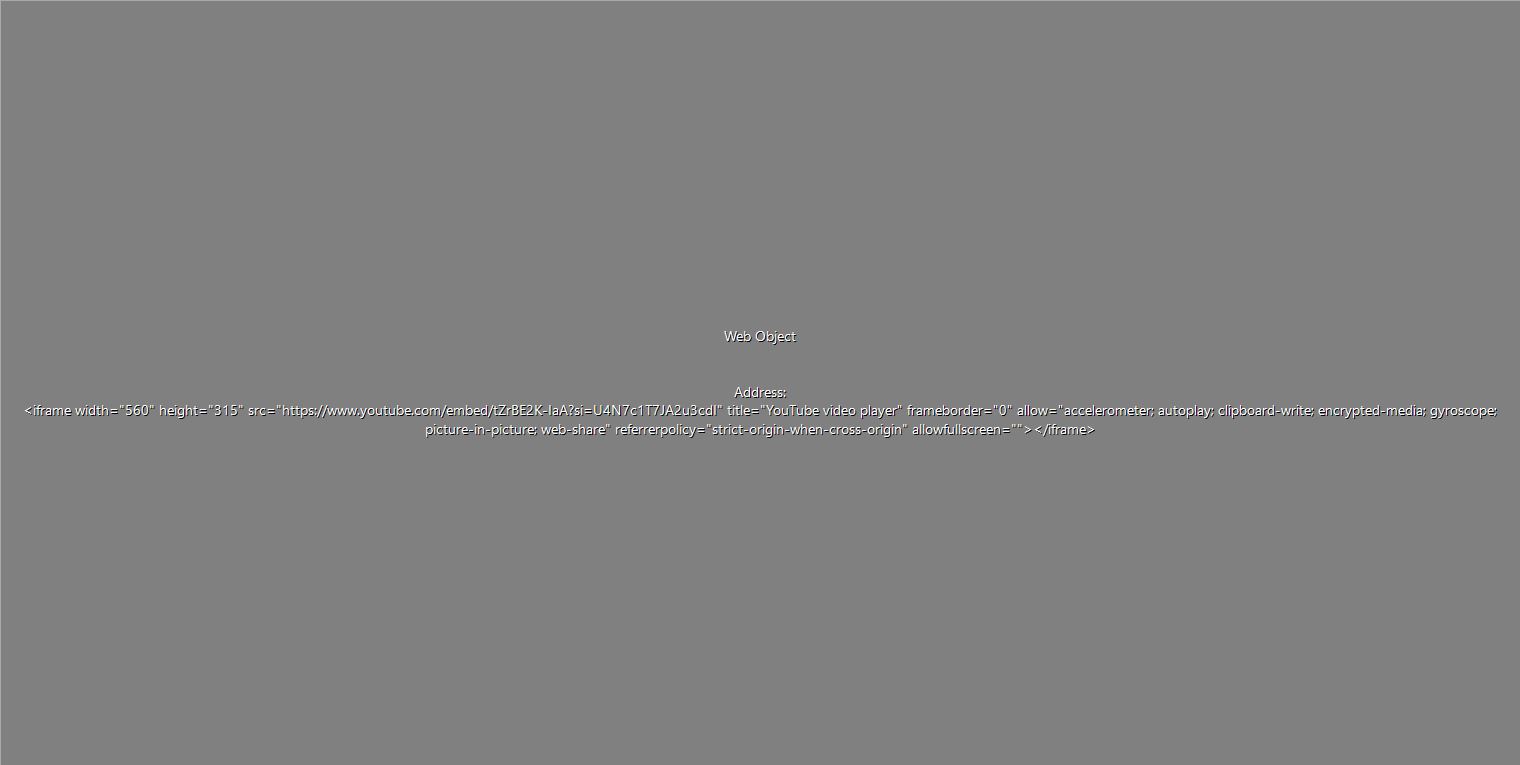 Web Object
Address:
<iframe width="560" height="315" src="https://www.youtube.com/embed/tZrBE2K-IaA?si=U4N7c1T7JA2u3cdI" title="YouTube video player" frameborder="0" allow="accelerometer; autoplay; clipboard-write; encrypted-media; gyroscope;
picture-in-picture; web-share" referrerpolicy="strict-origin-when-cross-origin" allowfullscreen=""></iframe>